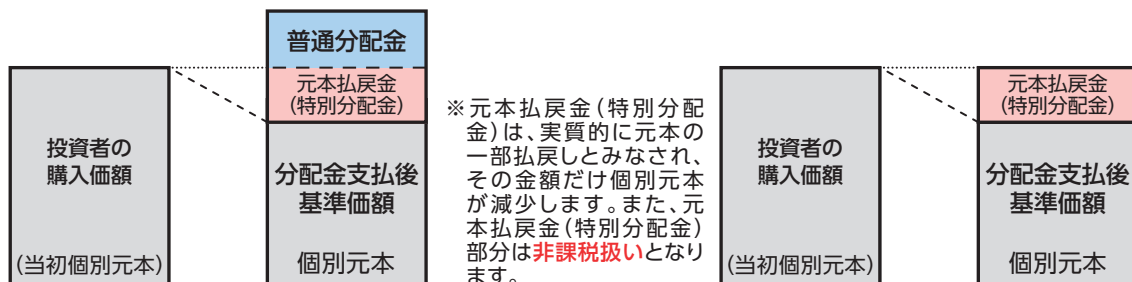 投資者の
購入価額
(当初個別元本)
普通分配金
元本払戻金
(特別分配金)
分配金支払後
基準価額
個別元本
※元本払戻金(特別分配
金)は、実質的に元本の
一部払戻しとみなされ、
その金額だけ個別元本
が減少します。また、元
本払戻金(特別分配金)
部分は非課税扱いとなり
ます。
投資者の
購入価額
(当初個別元本)
元本払戻金
(特別分配金)
分配金支払後
基準価額
個別元本